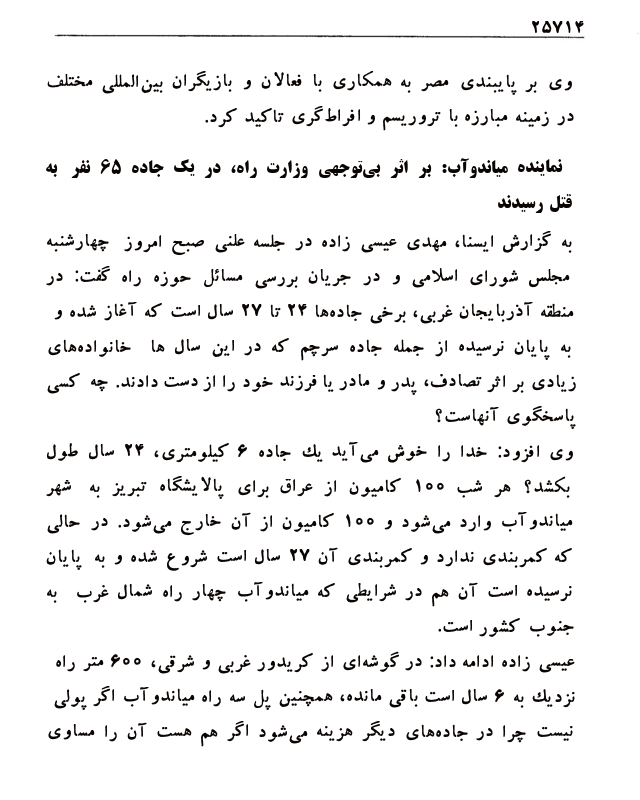 ۲۵۷۱۴
وی بر پایبندی مصر به همکاری با فعالان و بازیگران بین‌المللی مختلف
در زمینه مبارزه با تروریسم و افراط‌گری تاکید کرد.
نماینده میاندوآب: بر اثر بی‌توجهی وزارت راه، در یک جاده ۶۵ نفر به
قتل رسیدند
به گزارش ایسنا، مهدی عیسی زاده در جلسه علنی صبح امروز چهارشنبه
مجلس شورای اسلامی و در جریان بررسی مسائل حوزه راه گفت: در
منطقه آذربایجان غربی، برخی جاده‌ها ۲۴ تا ۲۷ سال است که آغاز شده و
به پایان نرسیده از جمله جاده سرچم که در این سال ها خانواده‌های
زیادی بر اثر تصادف، پدر و مادر یا فرزند خود را از دست دادند. چه کسی
پاسخگوی آنهاست؟
وی افزود: خدا را خوش می‌آید یك جاده ۶ کیلومتری، ۲۴ سال طول
بکشد؟ هر شب ۱۰۰ کامیون از عراق برای پالایشگاه تبریز به شهر
میاندوآب وارد می‌شود و ۱۰۰ کامیون از آن خارج می‌شود. در حالی
که کمربندی ندارد و کمربندی آن ۲۷ سال است شروع شده و به پایان
نرسیده است آن هم در شرایطی که میاندوآب چهار راه شمال غرب به
جنوب کشور است.
عیسی زاده ادامه داد: در گوشه‌ای از کریدور غربی و شرقی، ۶۰۰ متر راه
نزدیك به ۶ سال است باقی مانده، همچنین پل سه راه میاندوآب اگر پولی
نیست چرا در جاده‌های دیگر هزینه می‌شود اگر هم هست آن را مساوی